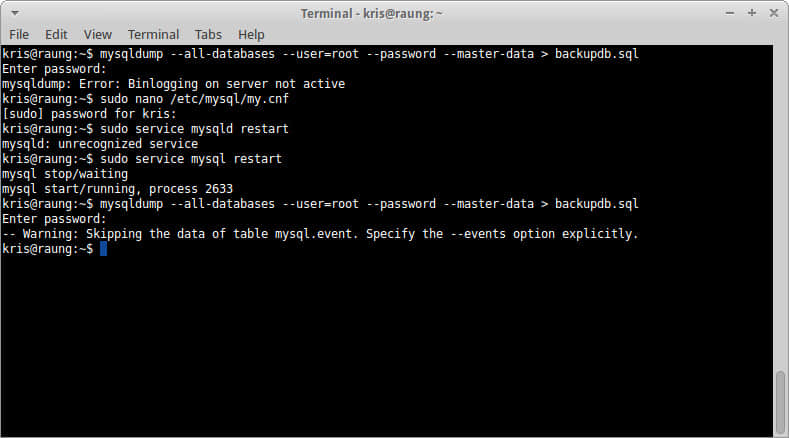 Terminal - kris@raung: ~
File Edit View Terminal Tabs Help
kris@raung:~$ mysqldump --all-databases --user=root --password --master-data > backupdb.sql
Enter password:
mysqldump: Error: Binlogging on server not active
kris@raung:~$ sudo nano /etc/mysql/my.cnf
[sudo] password for kris:
kris@raung:~$ sudo service mysqld restart
mysqld: unrecognized service
kris@raung:~$ sudo service mysql restart
mysql stop/waiting
mysql start/running, process 2633
kris@raung:~$ mysqldump --all-databases --user=root --password --master-data > backupdb.sql
Enter password:
-- Warning: Skipping the data of table mysql.event. Specify the --events option explicitly.
kris@raung:~$